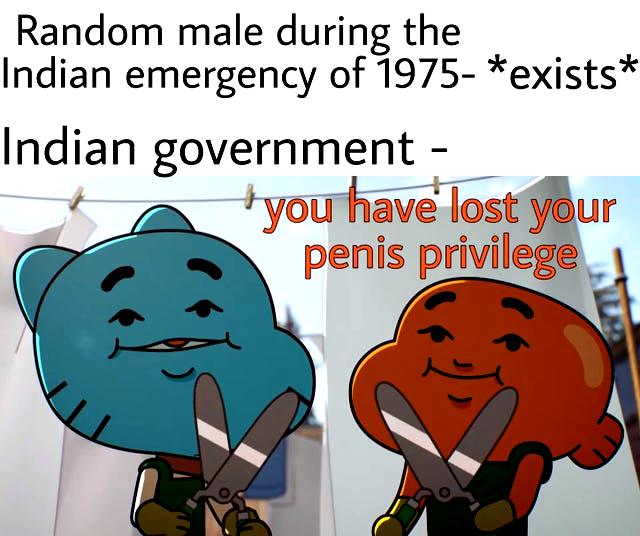 Random male during the
Indian emergency of 1975- *exists*
Indian government -
you have lost your
penis privilege